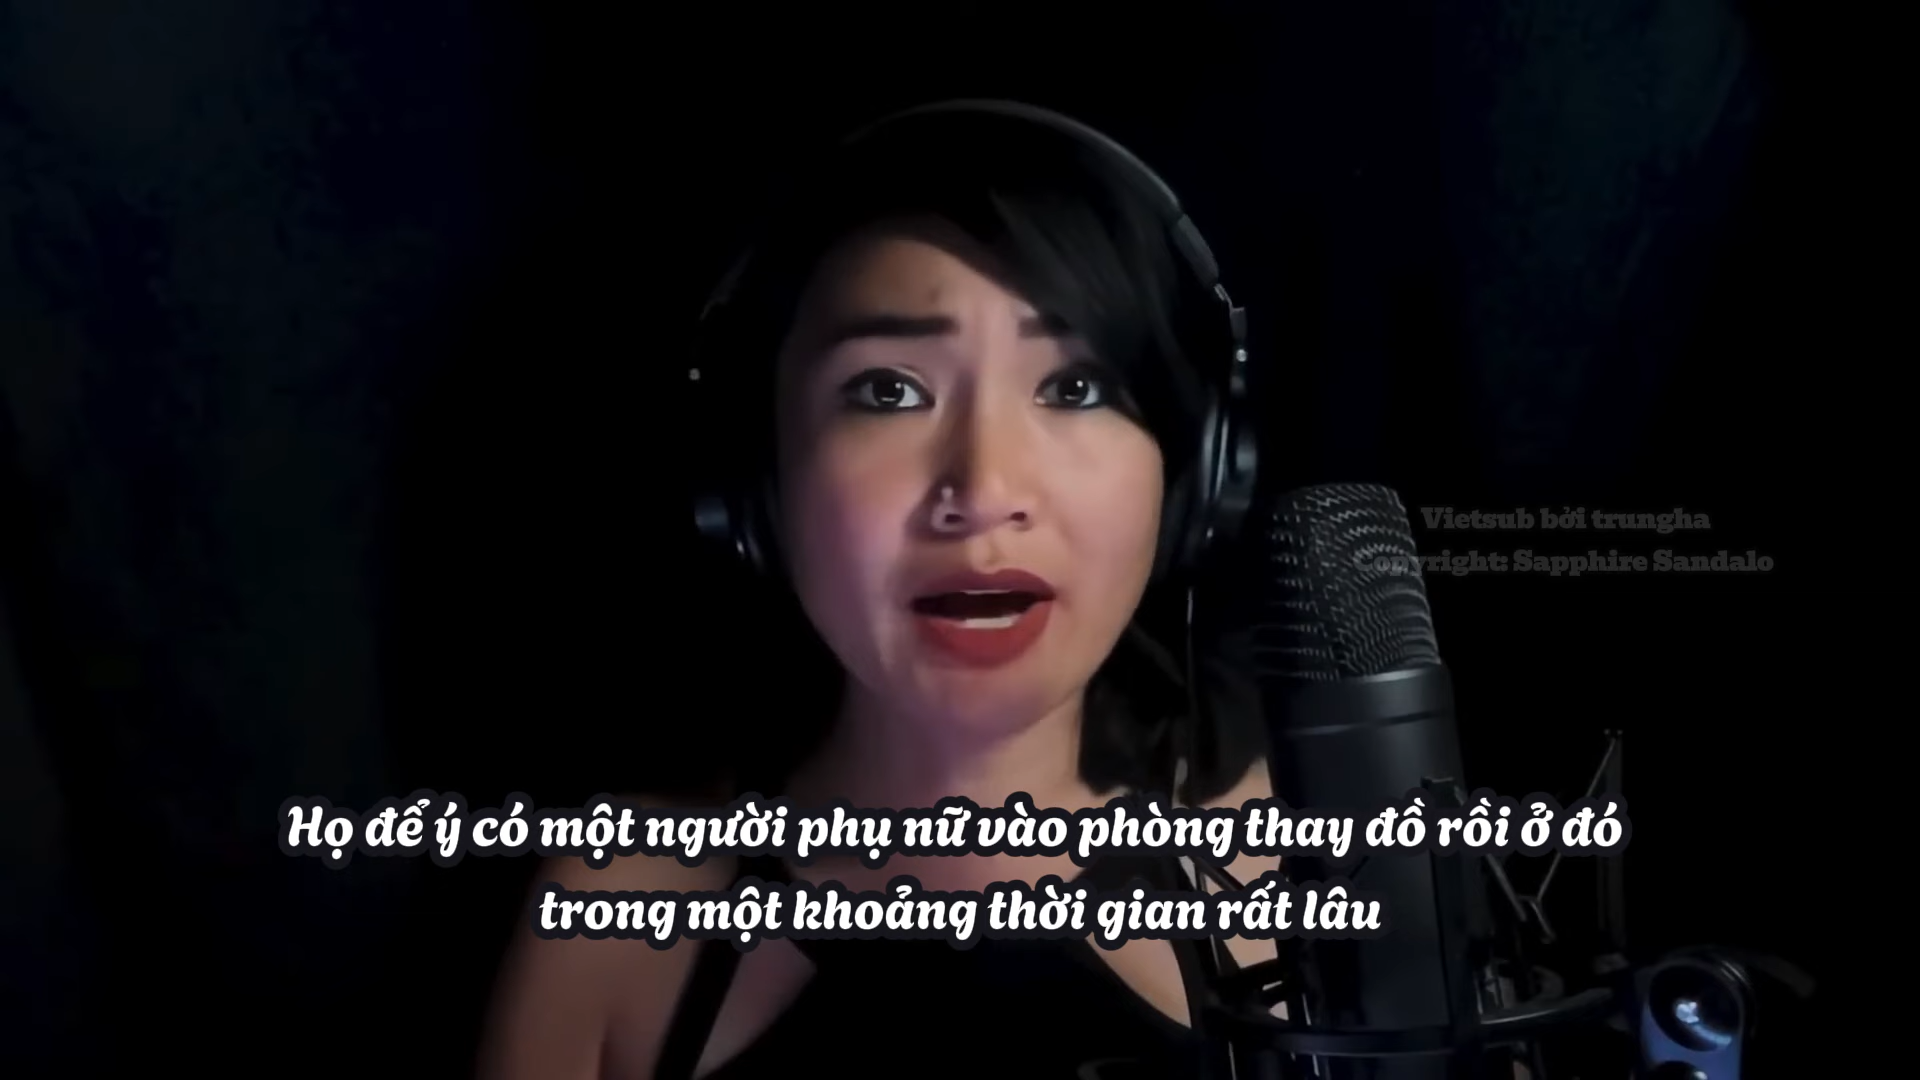 Vietsub bởi trungha
Copyright: Sapphire Sandalo
Họ để ý có một người phụ nữ vào phòng thay đồ rồi ở đó
trong một khoảng thời gian rất lâu